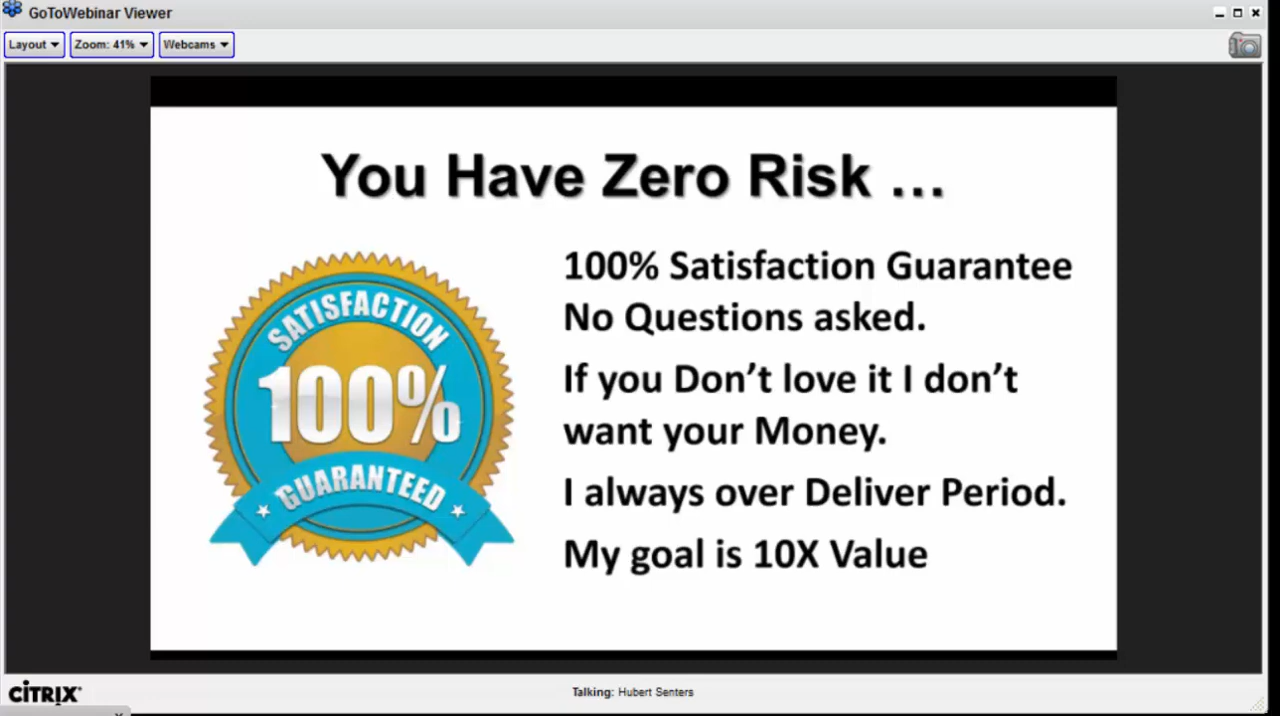 GoToWebinar Viewer
Layout Zoom: 41% Webcams
You Have Zero Risk ...
SATISFACTION
100%
GUARANTEED
100% Satisfaction Guarantee
No Questions asked.
If you Don't love it I don't
want your Money.
I always over Deliver Period.
My goal is 10X Value
CITRIX
Talking: Hubert Senters